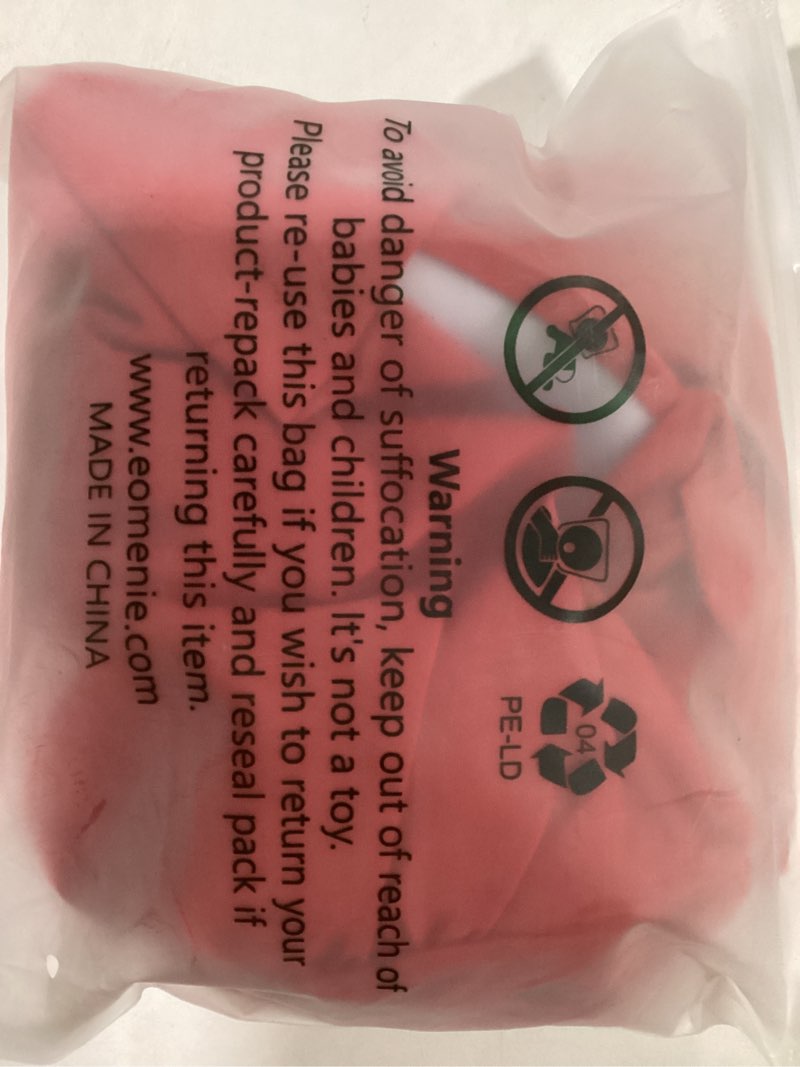 04
PE-LD
Warning
To avoid danger of suffocation, keep out of reach of
babies and children. It's not a toy.
Please re-use this bag if you wish to return your
product-repack carefully and reseal pack if
returning this item.
www.eomenie.com
MADE IN CHINA